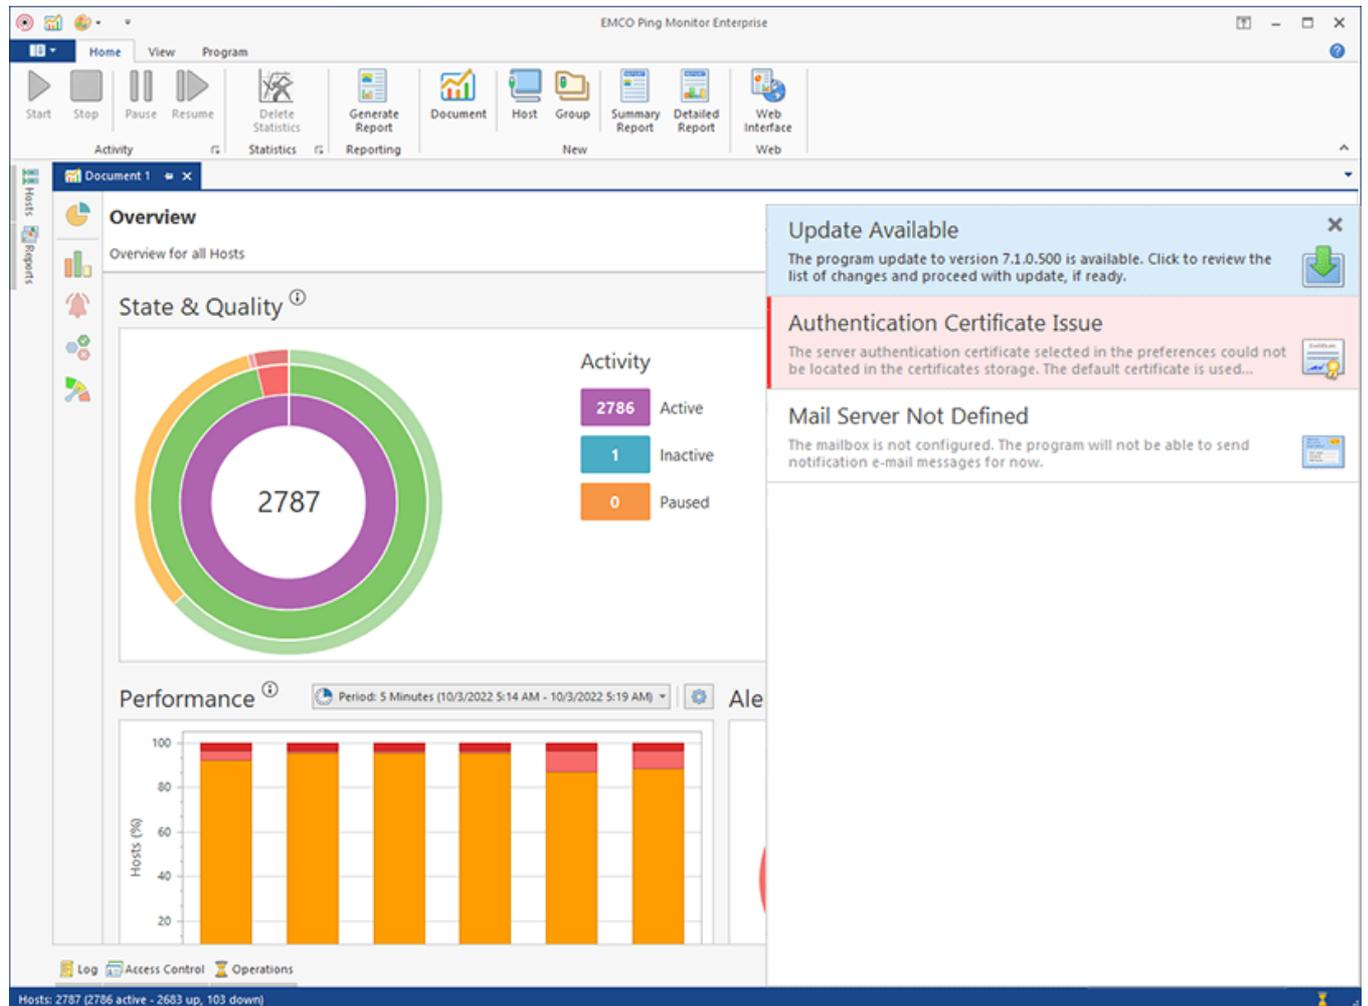 EMCO Ping Monitor Enterprise
Home View Program
Start Stop Pause Resume Delete Statistics Generate Report Document Host Group Summary Report Detailed Report Web Interface
Activity Statistics Reporting New Web
Document 1
Hosts
Reports
Overview
Overview for all Hosts
State & Quality
2787
Activity
2786 Active
1 Inactive
0 Paused
Performance
Period: 5 Minutes (10/3/2022 5:14 AM - 10/3/2022 5:19 AM)
Ale
Hosts (%)
100
80
60
40
20
Update Available
The program update to version 7.1.0.500 is available. Click to review the
list of changes and proceed with update, if ready.
Authentication Certificate Issue
The server authentication certificate selected in the preferences could not
be located in the certificates storage. The default certificate is used...
Mail Server Not Defined
The mailbox is not configured. The program will not be able to send
notification e-mail messages for now.
Log Access Control Operations
Hosts: 2787 (2786 active - 2683 up, 103 down)